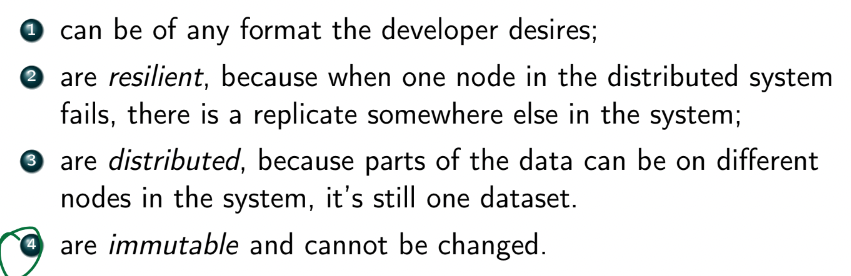 1 can be of any format the developer desires;
2 are resilient, because when one node in the distributed system
fails, there is a replicate somewhere else in the system;
3 are distributed, because parts of the data can be on different
nodes in the system, it's still one dataset.
4 are immutable and cannot be changed.